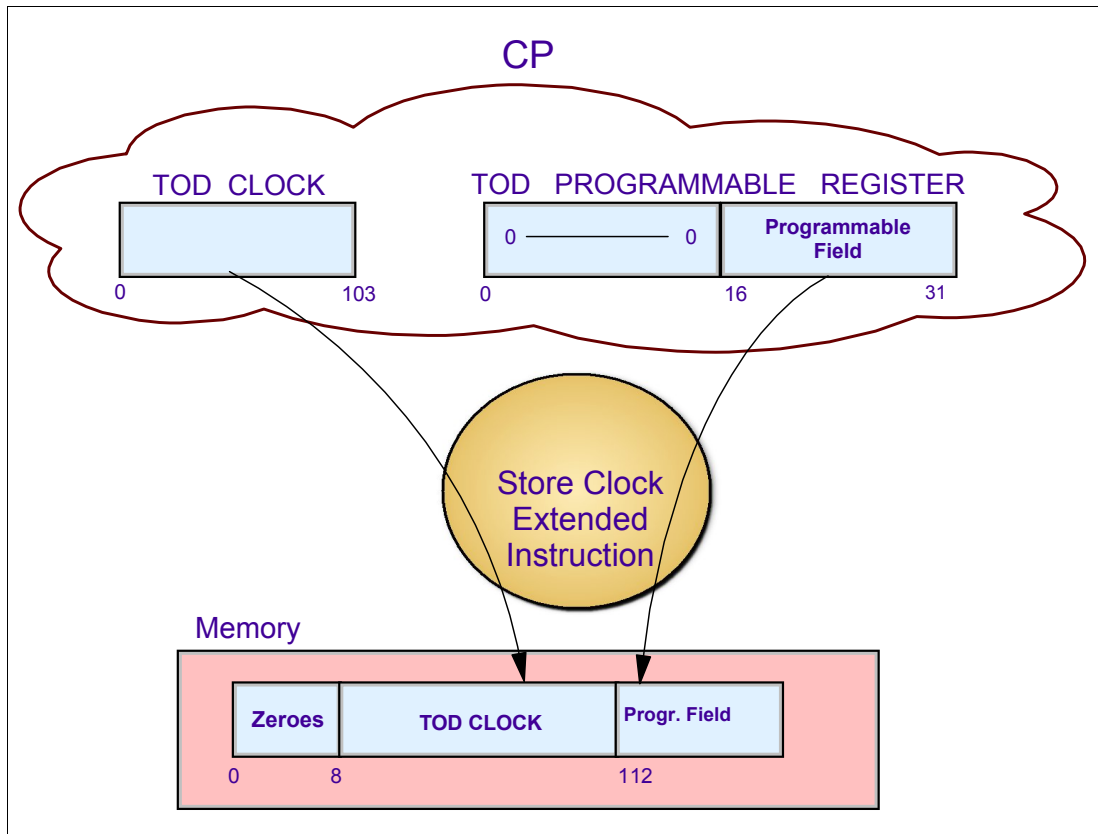 CP
TOD CLOCK
TOD PROGRAMMABLE REGISTER
0 0
Programmable
Field
0 103
0 16 31
Store Clock
Extended
Instruction
Memory
Zeroes
TOD CLOCK
Progr. Field
0 8 112